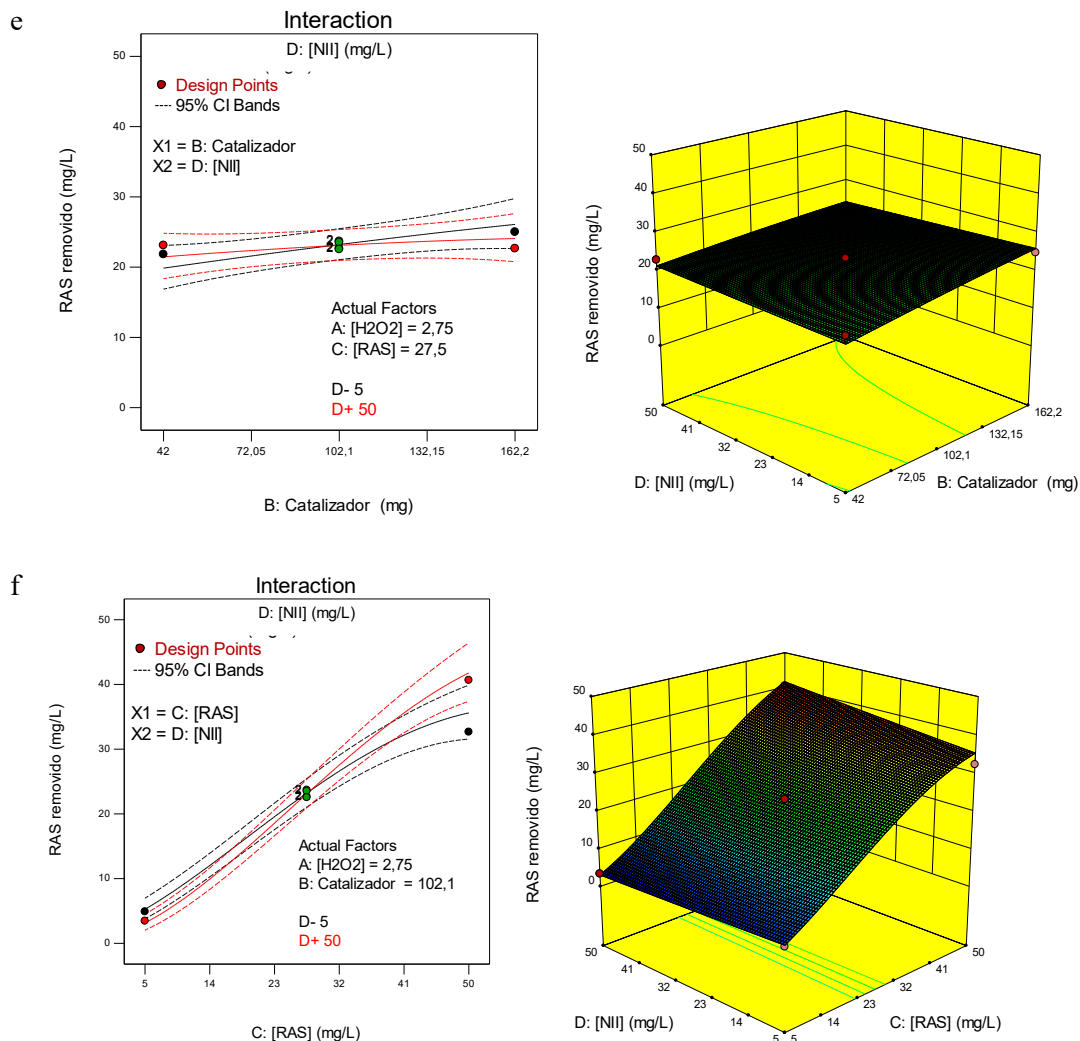 e
Interaction
D: [NII] (mg/L)
Design Points
95% CI Bands
X1 = B: Catalizador
X2 = D: [NII]
Actual Factors
A: [H2O2] = 2,75
C: [RAS] = 27,5
D- 5
D+ 50
2
2
RAS removido (mg/L)
50
40
30
20
10
0
42
72,05
102,1
132,15
162,2
B: Catalizador (mg)
RAS removido (mg/L)
50
40
30
20
10
0
50
41
32
23
14
5
42
72,05
102,1
132,15
162,2
D: [NII] (mg/L)
B: Catalizador (mg)
f
Interaction
D: [NII] (mg/L)
Design Points
95% CI Bands
X1 = C: [RAS]
X2 = D: [NII]
Actual Factors
A: [H2O2] = 2,75
B: Catalizador = 102,1
D- 5
D+ 50
2
2
RAS removido (mg/L)
50
40
30
20
10
0
5
14
23
32
41
50
C: [RAS] (mg/L)
RAS removido (mg/L)
50
40
30
20
10
0
50
41
32
23
14
5
5
14
23
32
41
50
D: [NII] (mg/L)
C: [RAS] (mg/L)